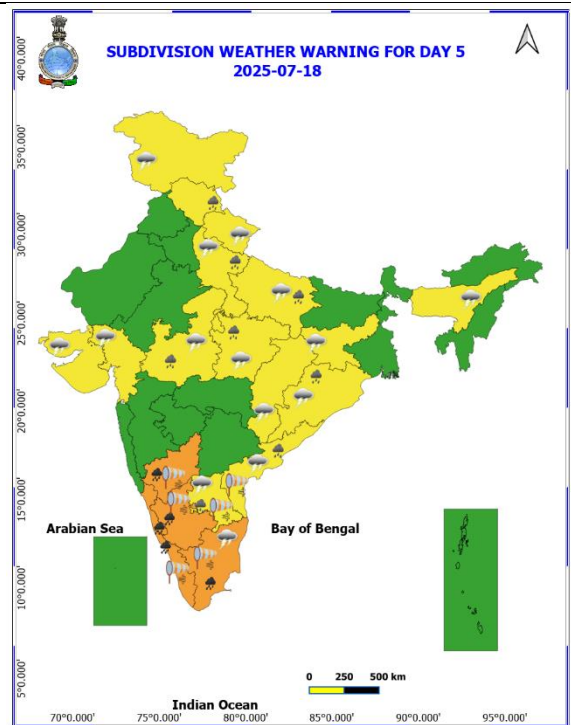 SUBDIVISION WEATHER WARNING FOR DAY 5
2025-07-18
40°0.000'
35°0.000'
30°0.000'
25°0.000'
20°0.000'
15°0.000'
10°0.000'
5°0.000'
Arabian Sea
Bay of Bengal
0 250 500 km
Indian Ocean
70°0.000' 75°0.000' 80°0.000' 85°0.000' 90°0.000' 95°0.000'